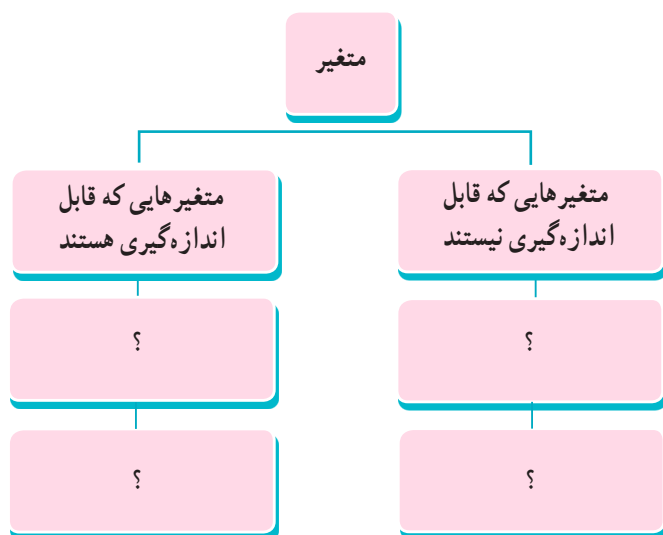 متغیر
متغیرهایی که قابل
اندازه‌گیری نیستند
متغیرهایی که قابل
اندازه‌گیری هستند
؟
؟
؟
؟